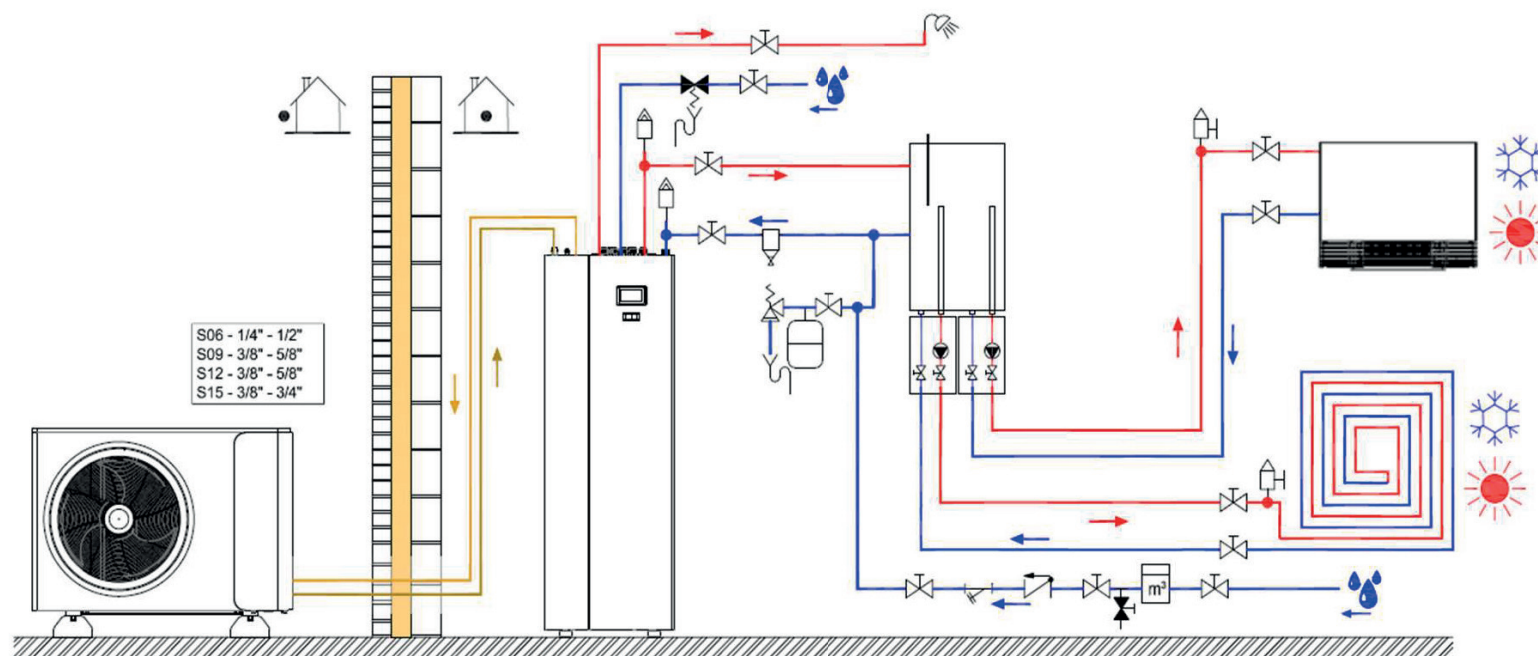 S06 - 1/4" - 1/2"
S09 - 3/8" - 5/8"
S12 - 3/8" - 5/8"
S15 - 3/8" - 3/4"
m³